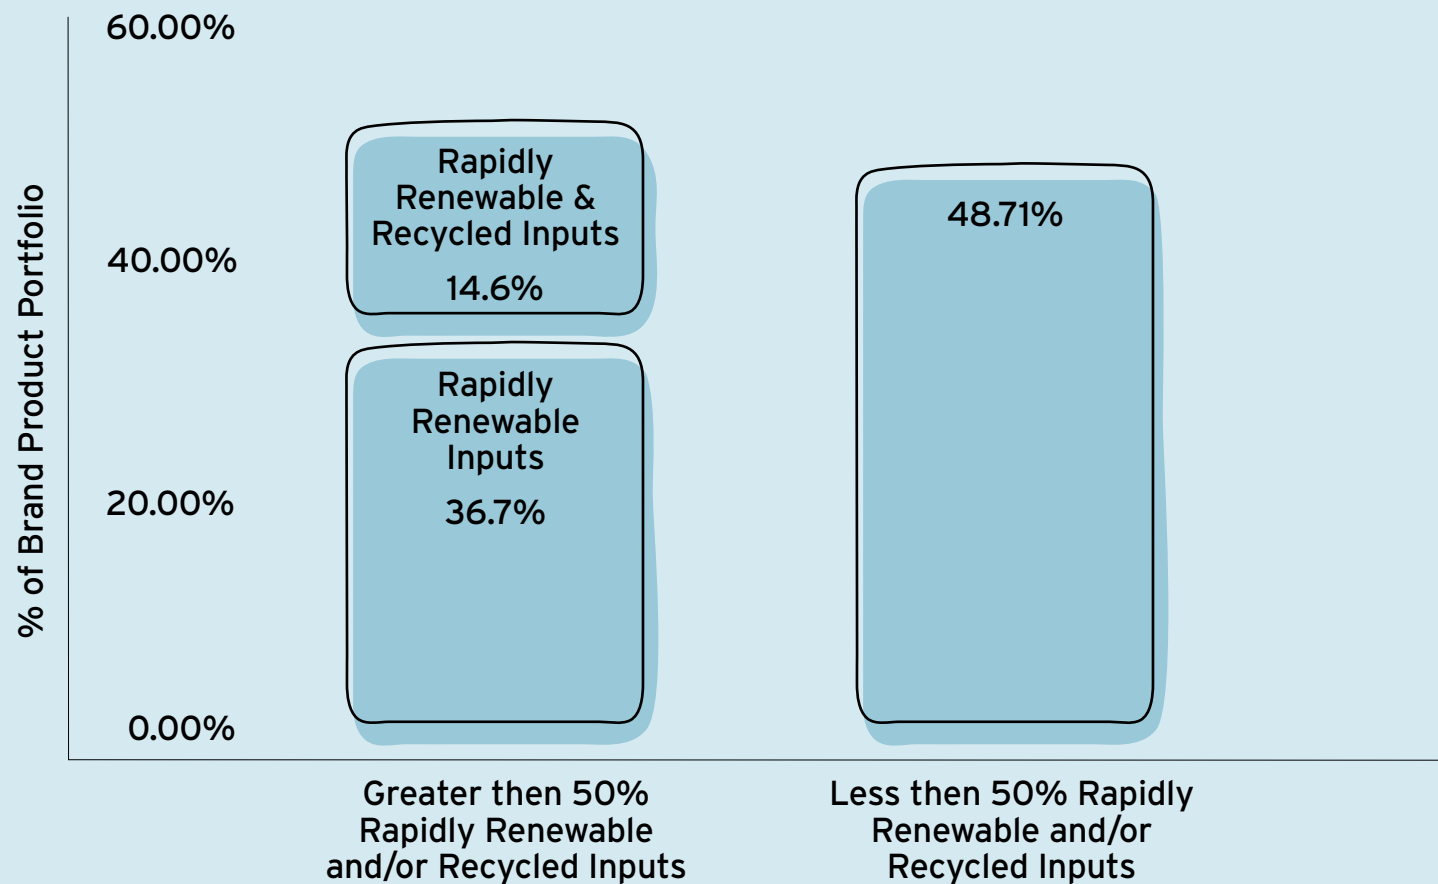 % of Brand Product Portfolio
60.00%
40.00%
20.00%
0.00%
Rapidly
Renewable &
Recycled Inputs
14.6%
Rapidly
Renewable
Inputs
36.7%
48.71%
Greater then 50%
Rapidly Renewable
and/or Recycled Inputs
Less then 50% Rapidly
Renewable and/or
Recycled Inputs